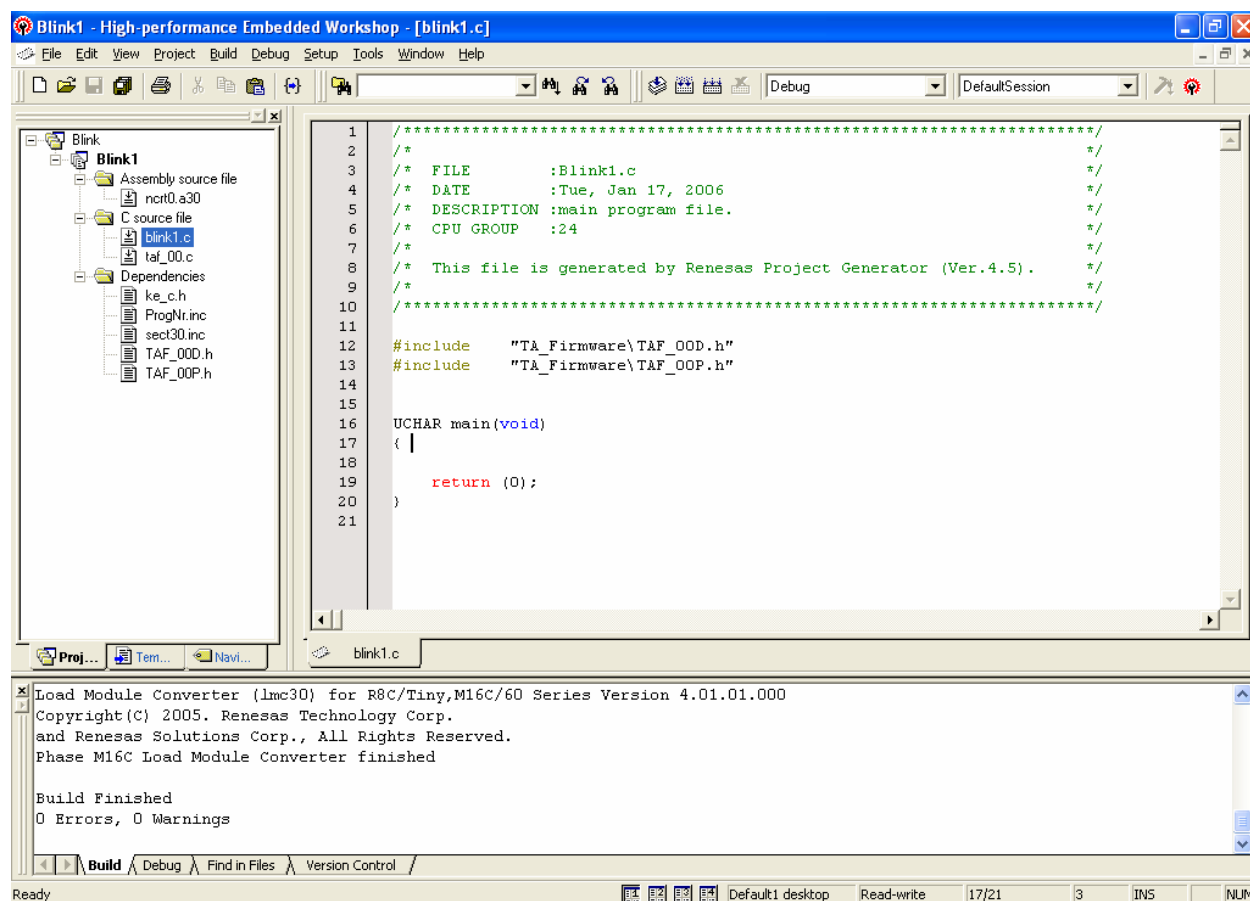 Blink1 - High-performance Embedded Workshop - [blink1.c]
File Edit View Project Build Debug Setup Tools Window Help
Debug DefaultSession
Blink
Blink1
Assembly source file
ncrt0.a30
C source file
blink1.c
taf_00.c
Dependencies
ke_c.h
ProgNr.inc
sect30.inc
TAF_00D.h
TAF_00P.h
Proj... Tem... Navi...
1 /***********************************************************************/
2 /* */
3 /* FILE :Blink1.c */
4 /* DATE :Tue, Jan 17, 2006 */
5 /* DESCRIPTION :main program file. */
6 /* CPU GROUP :24 */
7 /* */
8 /* This file is generated by Renesas Project Generator (Ver.4.5). */
9 /* */
10 /***********************************************************************/
11
12 #include "TA_Firmware\TAF_00D.h"
13 #include "TA_Firmware\TAF_00P.h"
14
15
16 UCHAR main(void)
17 {
18
19 return (0);
20 }
21
blink1.c
Load Module Converter (lmc30) for R8C/Tiny,M16C/60 Series Version 4.01.01.000
Copyright(C) 2005. Renesas Technology Corp.
and Renesas Solutions Corp., All Rights Reserved.
Phase M16C Load Module Converter finished
Build Finished
0 Errors, 0 Warnings
Build Debug Find in Files Version Control
Ready 1 2 3 4 Default1 desktop Read-write 17/21 3 INS NUM